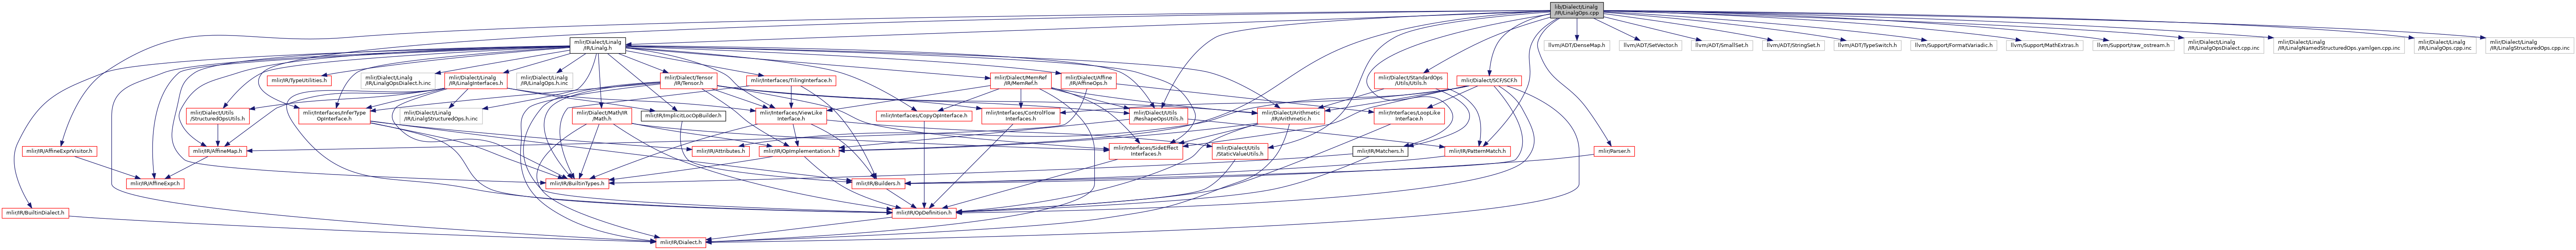 lib/Dialect/Linalg
/IR/LinalgOps.cpp
mlir/Dialect/Linalg
/IR/Linalg.h
llvm/ADT/DenseMap.h
llvm/ADT/SetVector.h
llvm/ADT/SmallSet.h
llvm/ADT/StringSet.h
llvm/ADT/TypeSwitch.h
llvm/Support/FormatVariadic.h
llvm/Support/MathExtras.h
llvm/Support/raw_ostream.h
mlir/Dialect/Linalg
/IR/LinalgOpsDialect.cpp.inc
mlir/Dialect/Linalg
/IR/LinalgNamedStructuredOps.yamlgen.cpp.inc
mlir/Dialect/Linalg
/IR/LinalgOps.cpp.inc
mlir/Dialect/Linalg
/IR/LinalgStructuredOps.cpp.inc
mlir/IR/TypeUtilities.h
mlir/Dialect/Linalg
/IR/LinalgOpsDialect.h.inc
mlir/Dialect/Linalg
/IR/LinalgInterfaces.h
mlir/Dialect/Linalg
/IR/LinalgOps.h.inc
mlir/Dialect/Tensor
/IR/Tensor.h
mlir/Interfaces/TilingInterface.h
mlir/Dialect/MemRef
/IR/MemRef.h
mlir/Dialect/Affine
/IR/AffineOps.h
mlir/Dialect/StandardOps
/Utils/Utils.h
mlir/Dialect/SCF/SCF.h
mlir/Dialect/Utils
/StructuredOpsUtils.h
mlir/Interfaces/InferType
OpInterface.h
mlir/Dialect/Linalg
/IR/LinalgStructuredOps.h.inc
mlir/Dialect/Math/IR
/Math.h
mlir/IR/ImplicitLocOpBuilder.h
mlir/Interfaces/ViewLike
Interface.h
mlir/Interfaces/CopyOpInterface.h
mlir/Interfaces/ControlFlow
Interfaces.h
mlir/Dialect/Utils
/ReshapeOpsUtils.h
mlir/Dialect/Arithmetic
/IR/Arithmetic.h
mlir/Interfaces/LoopLike
Interface.h
mlir/IR/AffineExprVisitor.h
mlir/IR/AffineMap.h
mlir/IR/Attributes.h
mlir/IR/OpImplementation.h
mlir/Interfaces/SideEffect
Interfaces.h
mlir/Dialect/Utils
/StaticValueUtils.h
mlir/IR/Matchers.h
mlir/IR/PatternMatch.h
mlir/Parser.h
mlir/IR/AffineExpr.h
mlir/IR/BuiltinTypes.h
mlir/IR/Builders.h
mlir/IR/BuiltinDialect.h
mlir/IR/OpDefinition.h
mlir/IR/Dialect.h